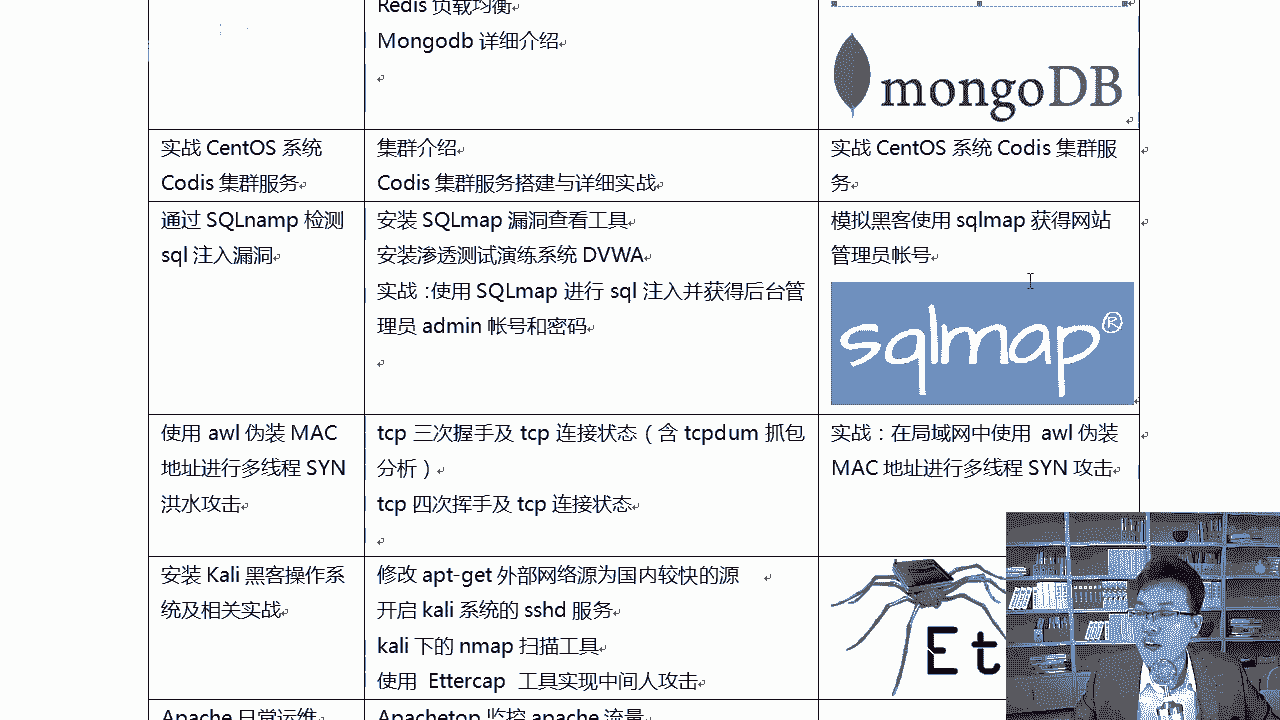 Redis 负载均衡
Mongodb 详细介绍
mongoDB
实战 CentOS 系统
Codis 集群服务
集群介绍
Codis 集群服务搭建与详细实战
实战 CentOS 系统 Codis 集群服
务
通过 SQLnamp 检测
sql 注入漏洞
安装 SQLmap 漏洞查看工具
安装渗透测试演练系统 DVWA
实战 :使用 SQLmap 进行 sql 注入并获得后台管
理员 admin 帐号和密码
模拟黑客使用 sqlmap 获得网站
管理员帐号
sqlmap®
使用 awl 伪装 MAC
地址进行多线程 SYN
洪水攻击
tcp 三次握手及 tcp 连接状态（含 tcpdum 抓包
分析）
tcp 四次挥手及 tcp 连接状态
实战：在局域网中使用 awl 伪装
MAC 地址进行多线程 SYN 攻击
安装 Kali 黑客操作系
统及相关实战
修改 apt-get 外部网络源为国内较快的源
开启 kali 系统的 sshd 服务
kali 下的 nmap 扫描工具
使用 Ettercap 工具实现中间人攻击
Et
Apache 日常运维
Apachetop 监控 apache 流量